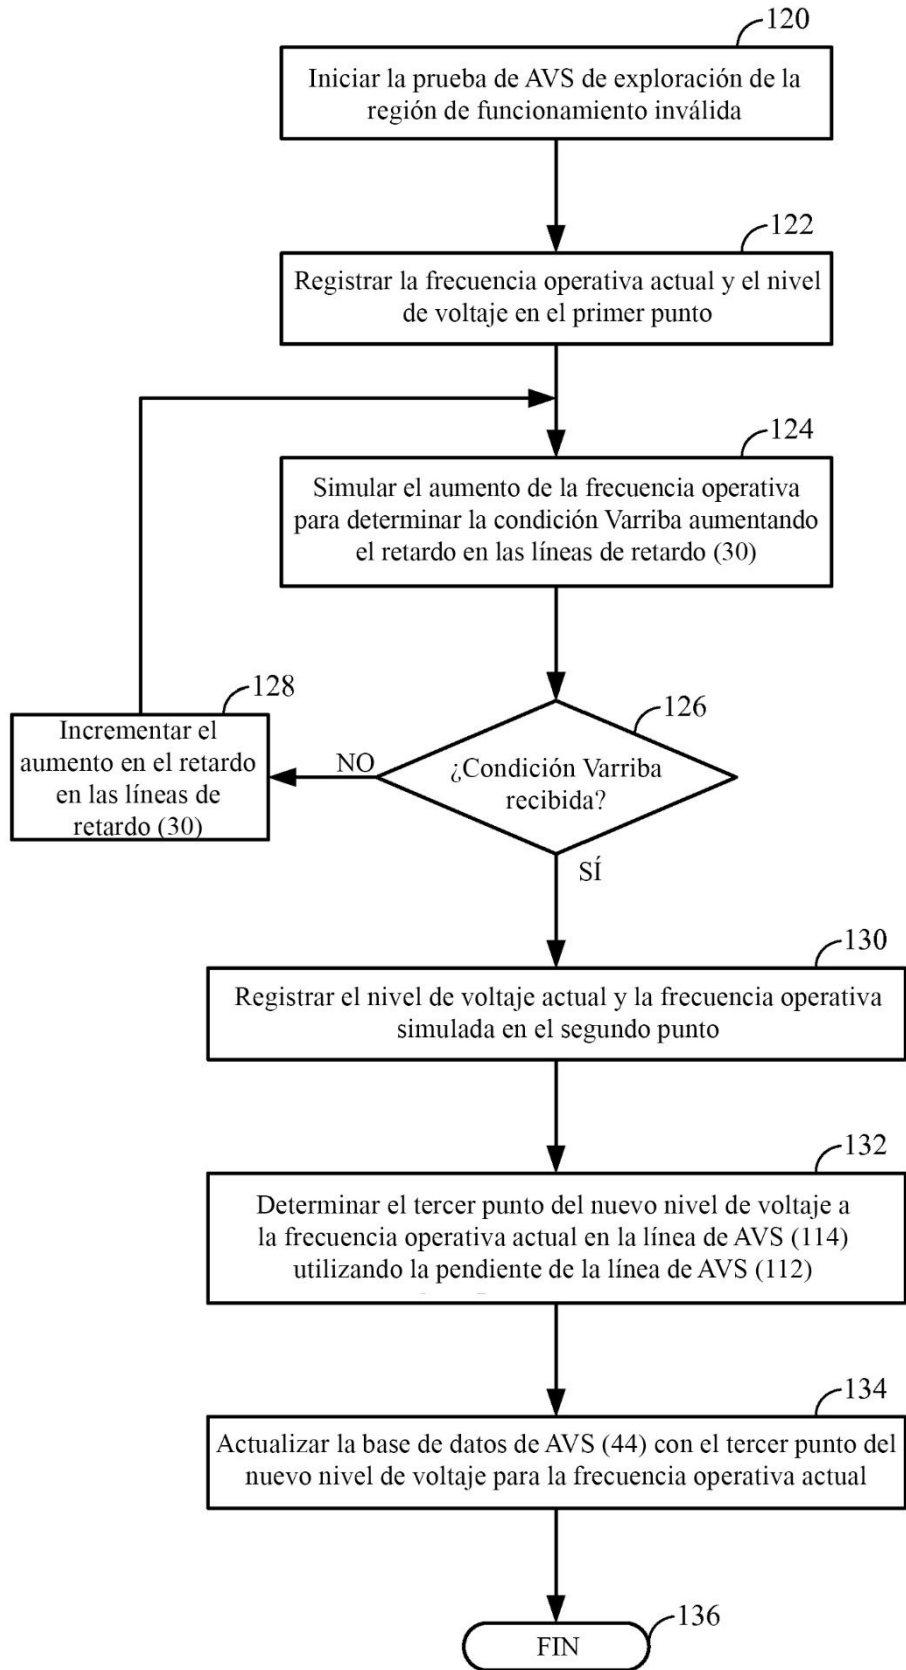 120
Iniciar la prueba de AVS de exploración de la
región de funcionamiento inválida
122
Registrar la frecuencia operativa actual y el nivel
de voltaje en el primer punto
124
Simular el aumento de la frecuencia operativa
para determinar la condición Varriba aumentando
el retardo en las líneas de retardo (30)
128
Incrementar el
aumento en el retardo
en las líneas de
retardo (30)
NO
126
¿Condición Varriba
recibida?
SÍ
130
Registrar el nivel de voltaje actual y la frecuencia operativa
simulada en el segundo punto
132
Determinar el tercer punto del nuevo nivel de voltaje a
la frecuencia operativa actual en la línea de AVS (114)
utilizando la pendiente de la línea de AVS (112)
134
Actualizar la base de datos de AVS (44) con el tercer punto del
nuevo nivel de voltaje para la frecuencia operativa actual
136
FIN